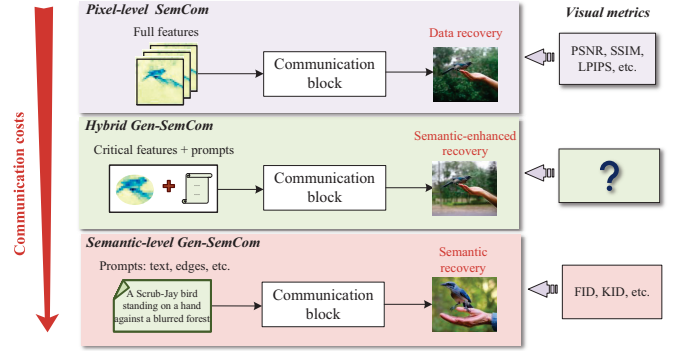 Pixel-level SemCom
Visual metrics
Full features
Communication
block
Data recovery
PSNR, SSIM,
LPIPS, etc.
Communication costs
Hybrid Gen-SemCom
Critical features + prompts
Communication
block
Semantic-enhanced
recovery
?
Semantic-level Gen-SemCom
Prompts: text, edges, etc.
A Scrub-Jay bird
standing on a hand
against a blurred forest
Communication
block
Semantic
recovery
FID, KID, etc.